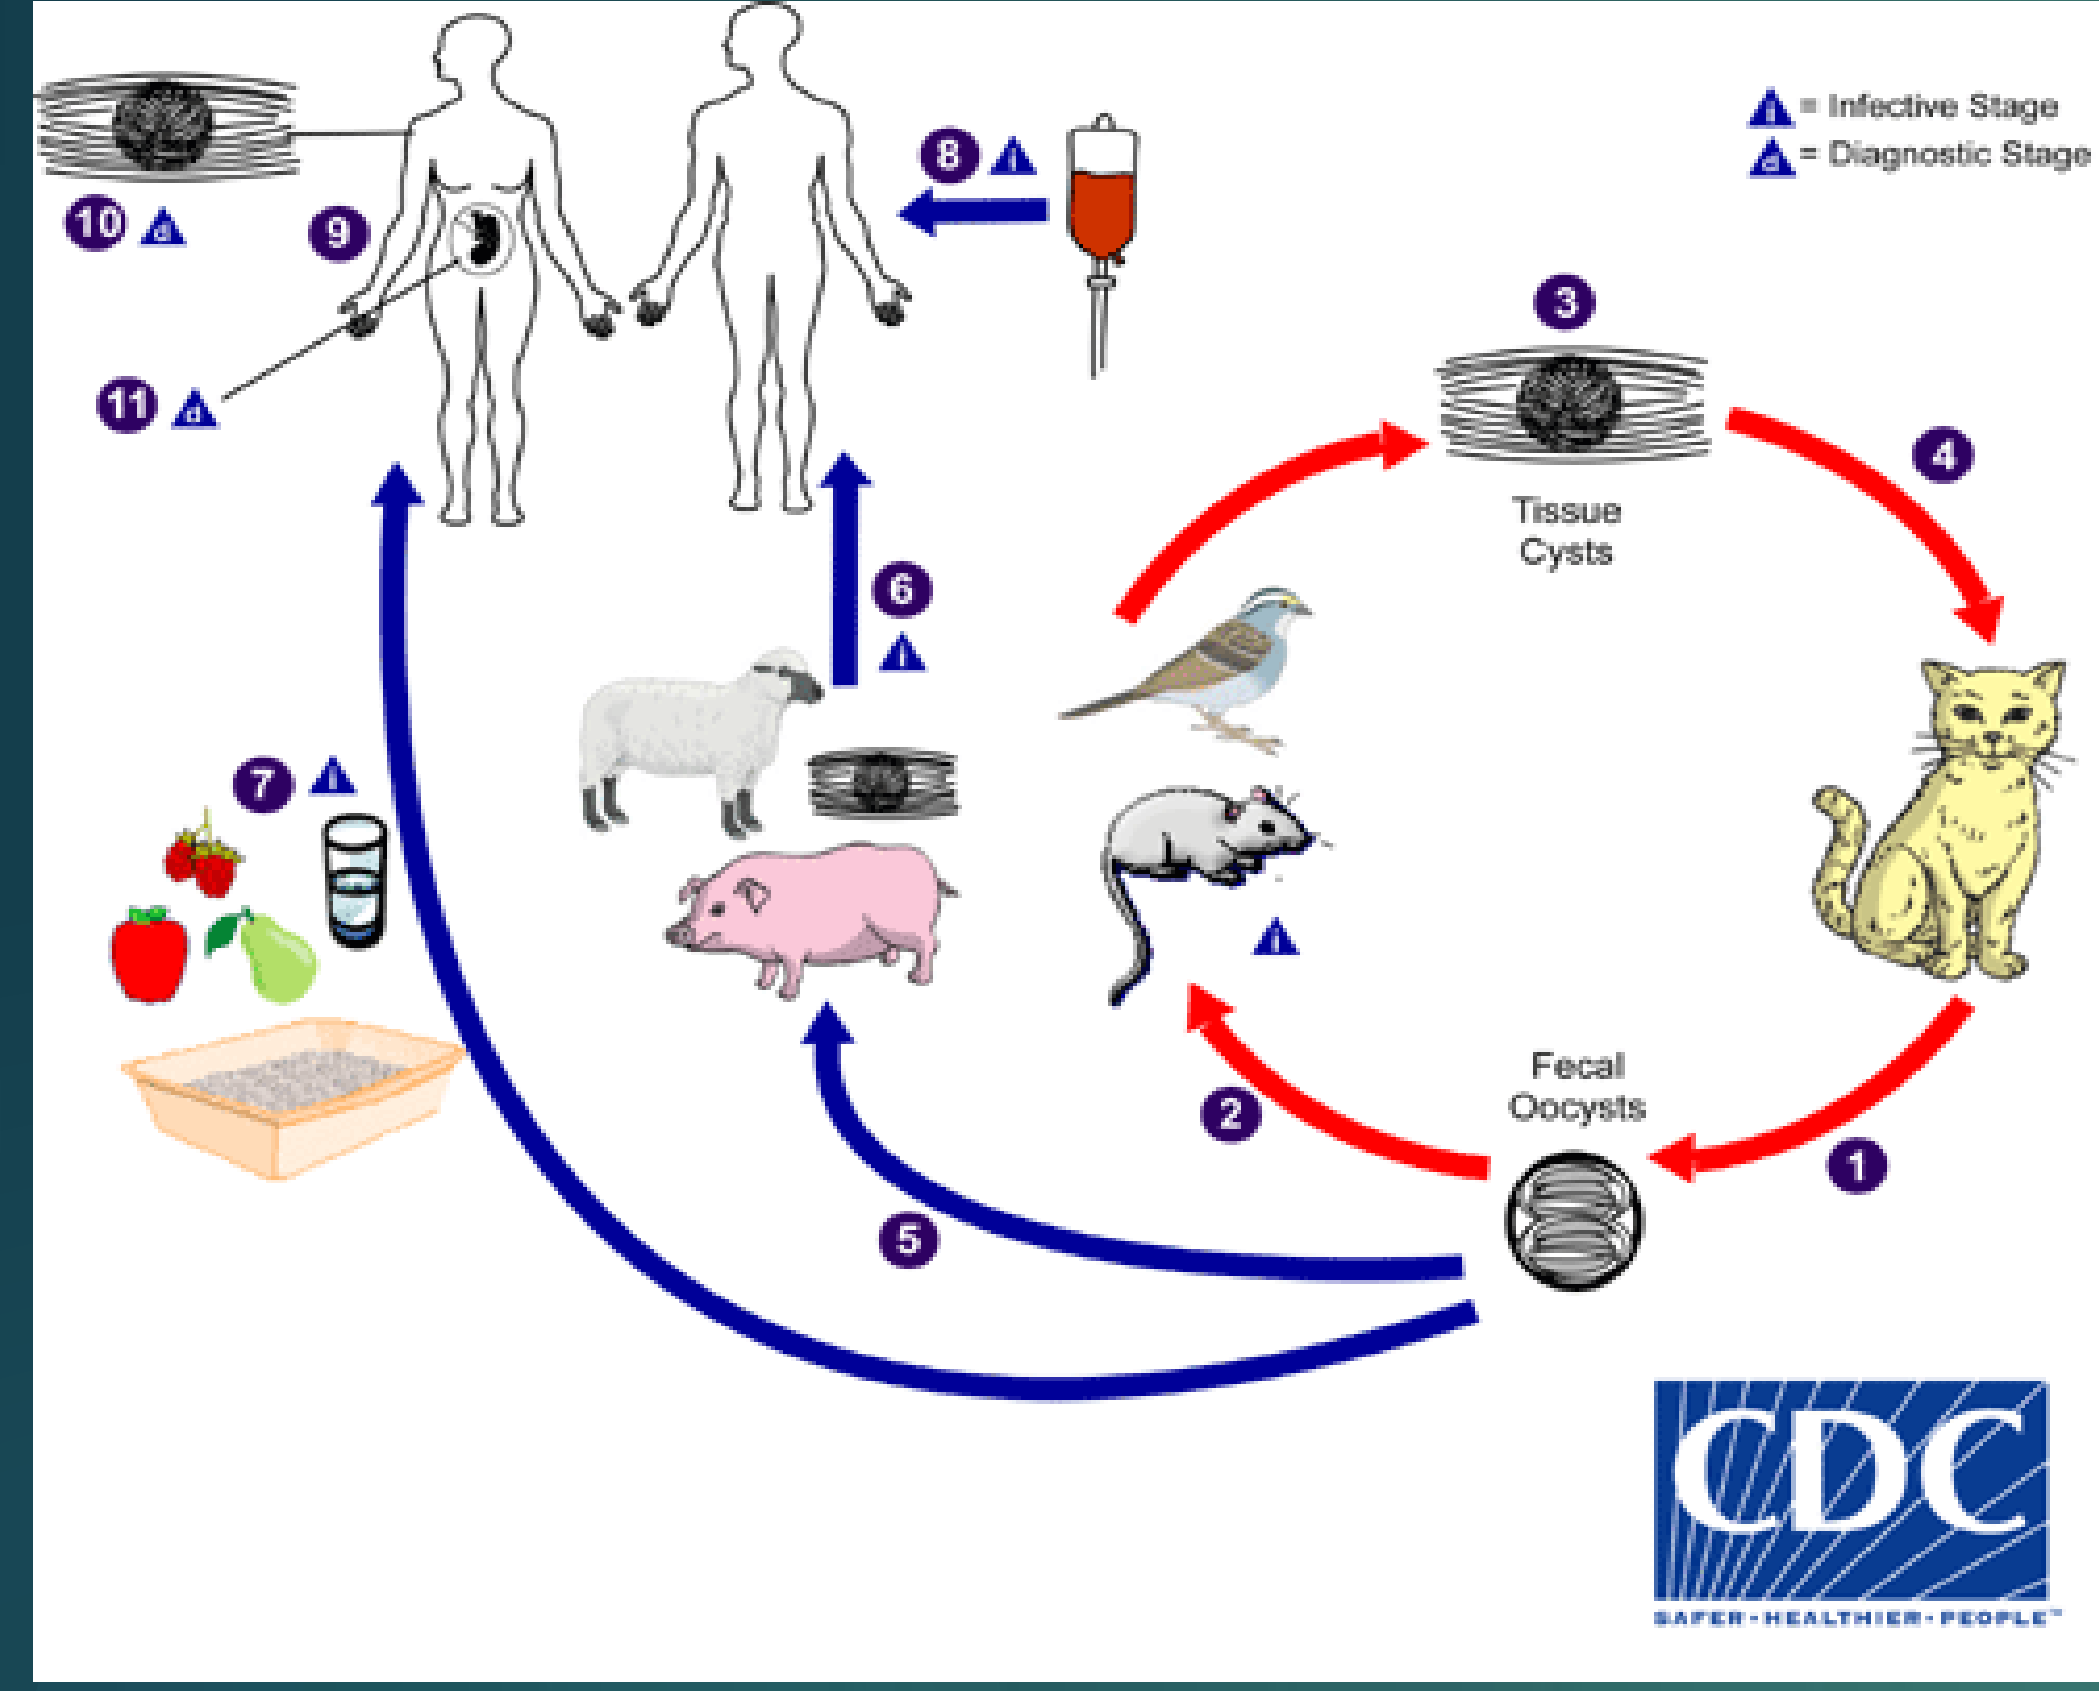 i = Infective Stage
d = Diagnostic Stage
8 i
10 d
9
3
11 d
4
Tissue
Cysts
6
i
7 i
i
Fecal
Oocysts
2
1
5
CDC
SAFER·HEALTHIER·PEOPLE™